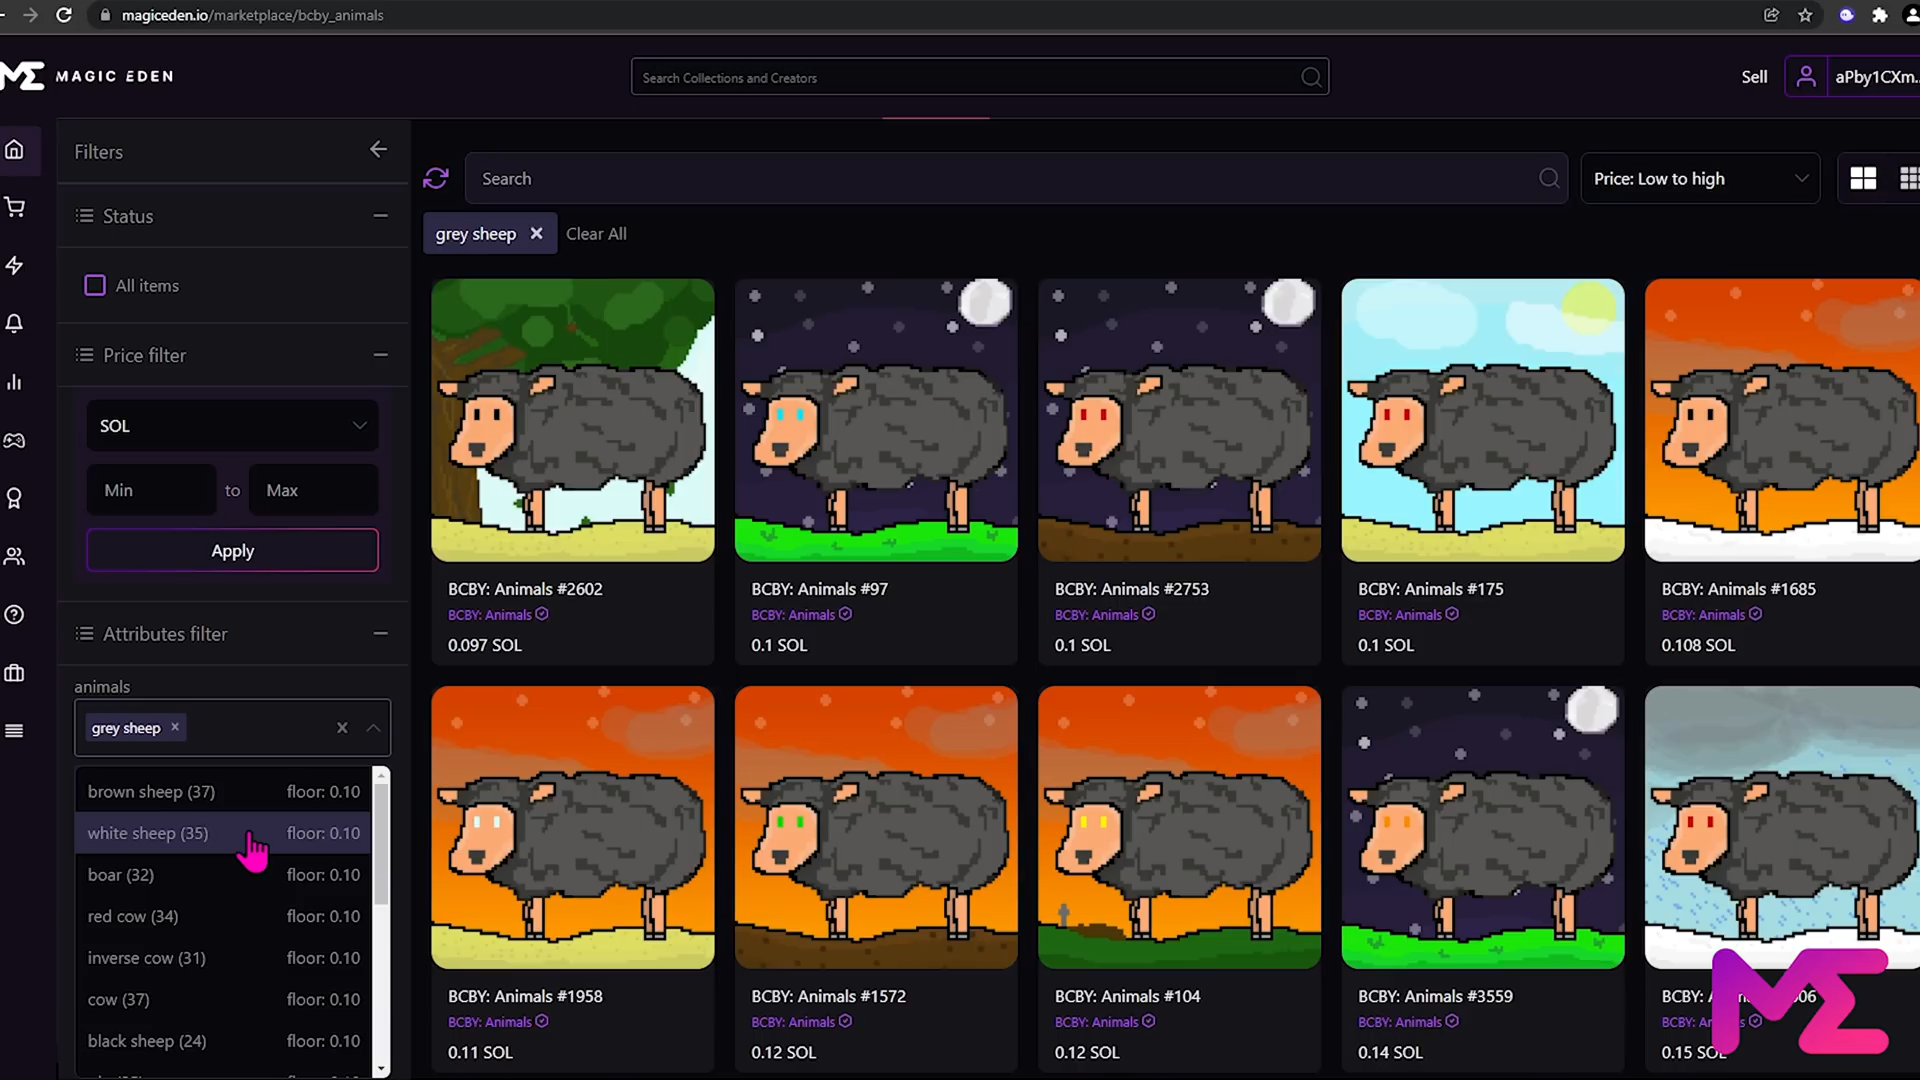 magiceden.io/marketplace/bcby_animals
ME MAGIC EDEN
Search Collections and Creators
Sell
aPby1CXm...
Filters
Search
Price: Low to high
Status
grey sheep
Clear All
All items
Price filter
SOL
Min to Max
Apply
BCBY: Animals #2602
BCBY: Animals
0.097 SOL
BCBY: Animals #97
BCBY: Animals
0.1 SOL
BCBY: Animals #2753
BCBY: Animals
0.1 SOL
BCBY: Animals #175
BCBY: Animals
0.1 SOL
BCBY: Animals #1685
BCBY: Animals
0.108 SOL
Attributes filter
animals
grey sheep
brown sheep (37) floor: 0.10
white sheep (35) floor: 0.10
boar (32) floor: 0.10
red cow (34) floor: 0.10
inverse cow (31) floor: 0.10
cow (37) floor: 0.10
black sheep (24) floor: 0.10
BCBY: Animals #1958
BCBY: Animals
0.11 SOL
BCBY: Animals #1572
BCBY: Animals
0.12 SOL
BCBY: Animals #104
BCBY: Animals
0.12 SOL
BCBY: Animals #3559
BCBY: Animals
0.14 SOL
BCBY:
BCBY:
0.15 SOL
ME